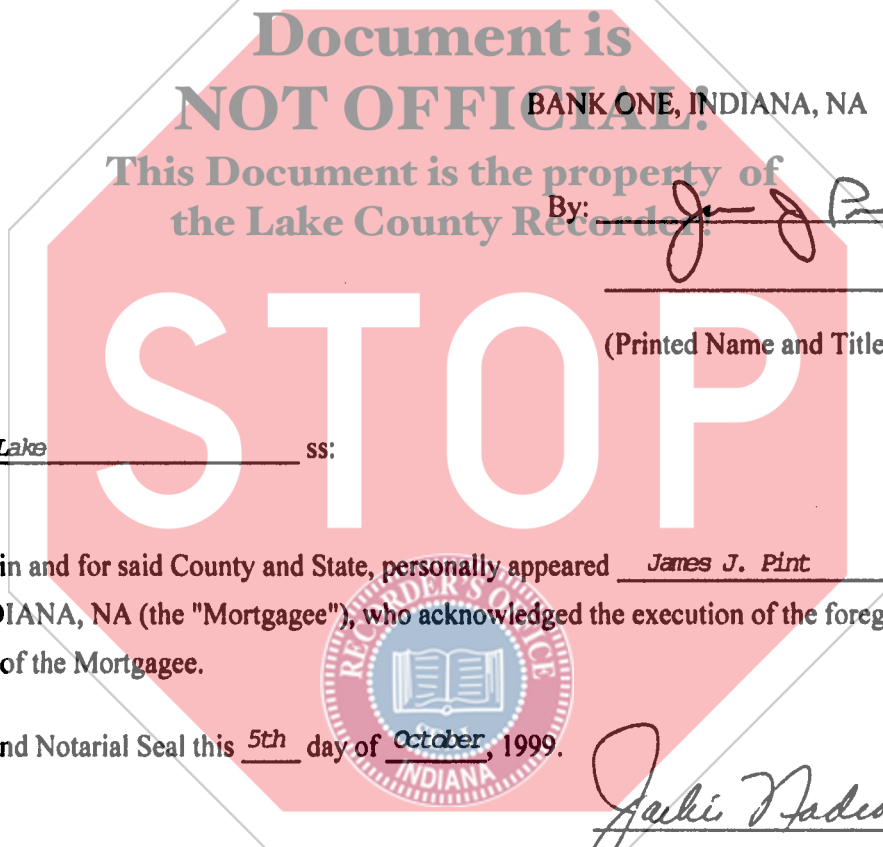 Document is
NOT OFFICIAL!
BANK ONE, INDIANA, NA
This Document is the property of
the Lake County Recorder!
By:
(Printed Name and Title
STOP
Lake ss:
in and for said County and State, personally appeared James J. Pint
DIANA, NA (the "Mortgagee"), who acknowledged the execution of the foreg
of the Mortgagee.
RECORDER'S OFFICE
SEAL
nd Notarial Seal this 5th day of October, 1999.
INDIANA
Jackie